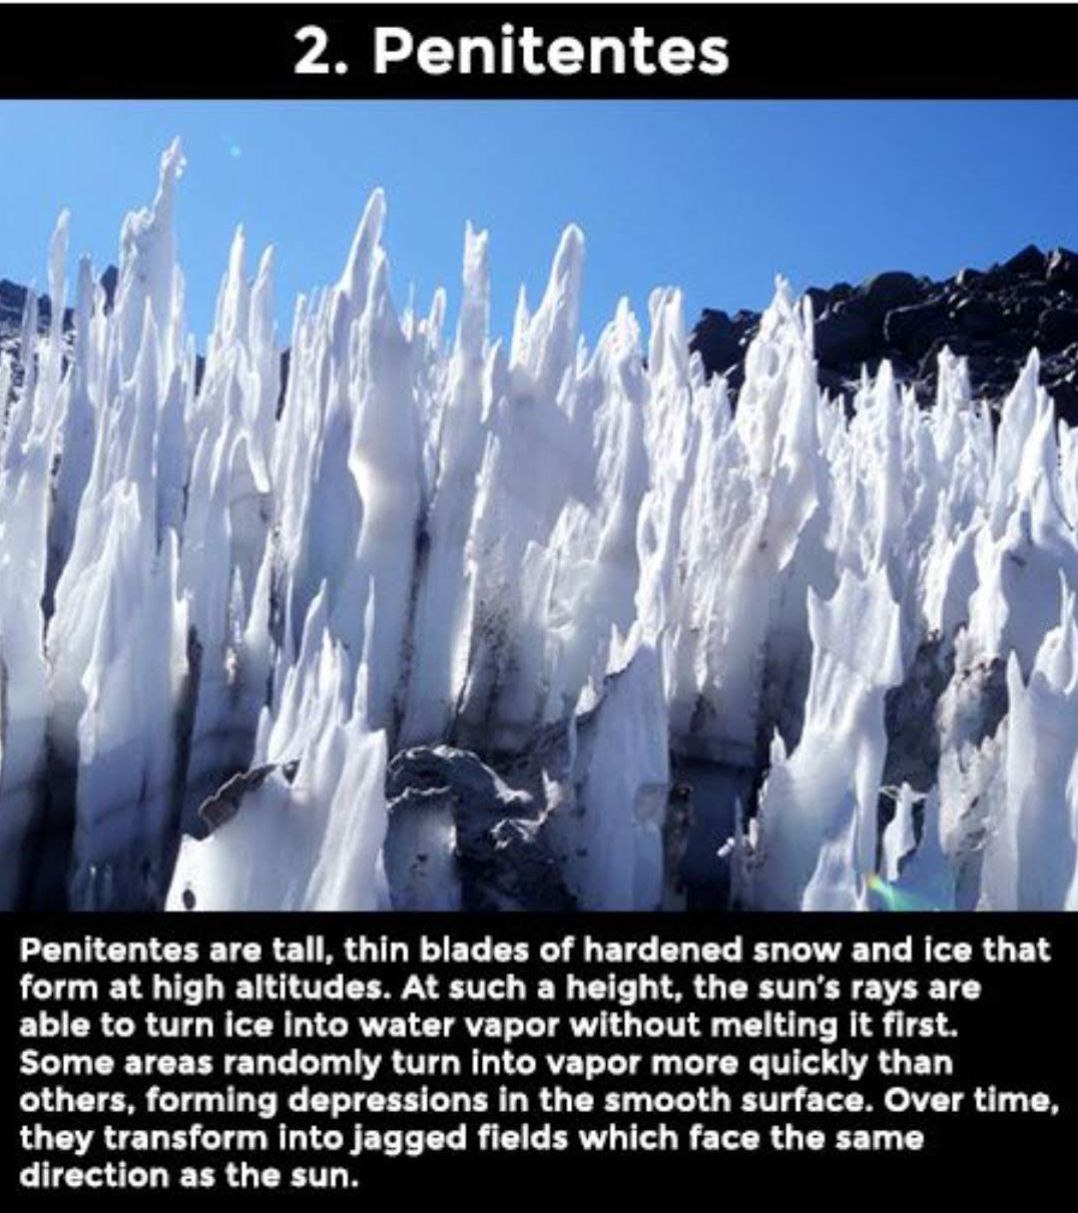 2. Penitentes
Penitentes are tall, thin blades of hardened snow and ice that
form at high altitudes. At such a height, the sun's rays are
able to turn ice into water vapor without melting it first.
Some areas randomly turn into vapor more quickly than
others, forming depressions in the smooth surface. Over time,
they transform into jagged fields which face the same
direction as the sun.